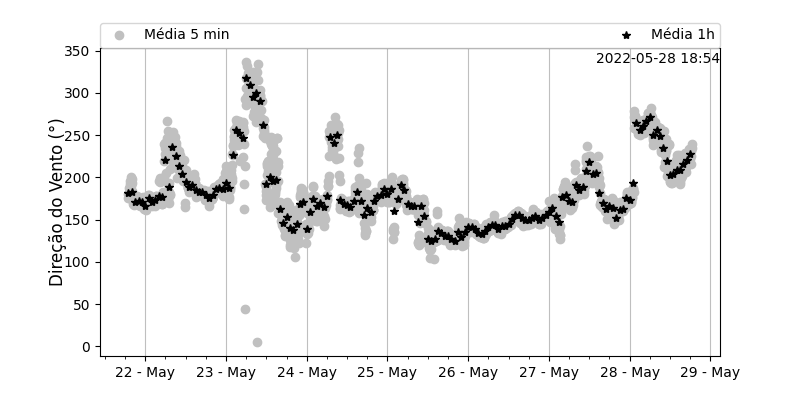 Média 5 min
Média 1h
2022-05-28 18:54
Direção do Vento (°)
350
300
250
200
150
100
50
0
22 - May
23 - May
24 - May
25 - May
26 - May
27 - May
28 - May
29 - May